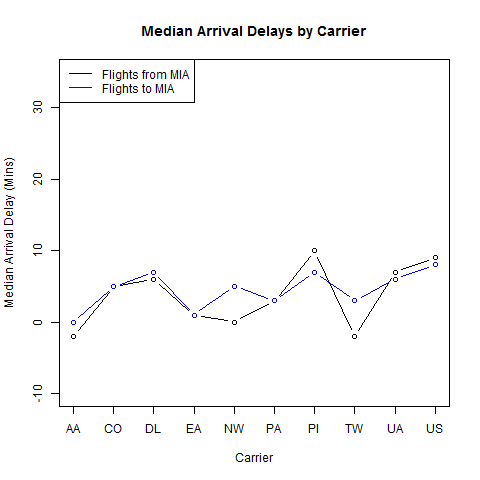 Median Arrival Delays by Carrier
Flights from MIA
Flights to MIA
Median Arrival Delay (Mins)
30
20
10
0
-10
AA CO DL EA NW PA PI TW UA US
Carrier